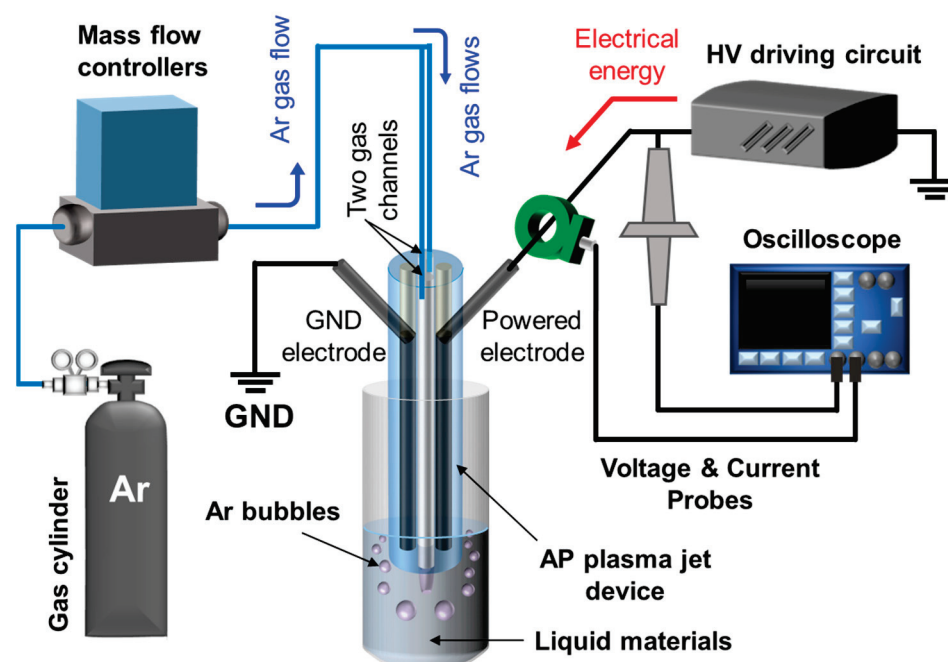 Mass flow
controllers
Ar gas flow
Ar gas flows
Electrical
energy
HV driving circuit
Two gas
channels
Oscilloscope
GND
electrode
Powered
electrode
GND
Gas cylinder
Ar
Voltage & Current
Probes
Ar bubbles
AP plasma jet
device
Liquid materials